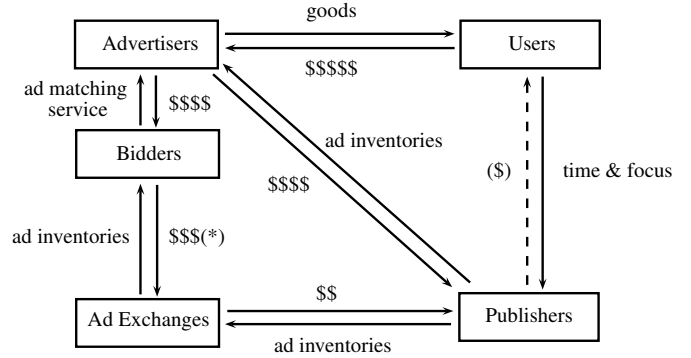 goods
Advertisers
Users
$$$$$
ad matching
service
$$$$
ad inventories
Bidders
$$$$
($)
time & focus
ad inventories
$$$(*)
$$
Ad Exchanges
Publishers
ad inventories